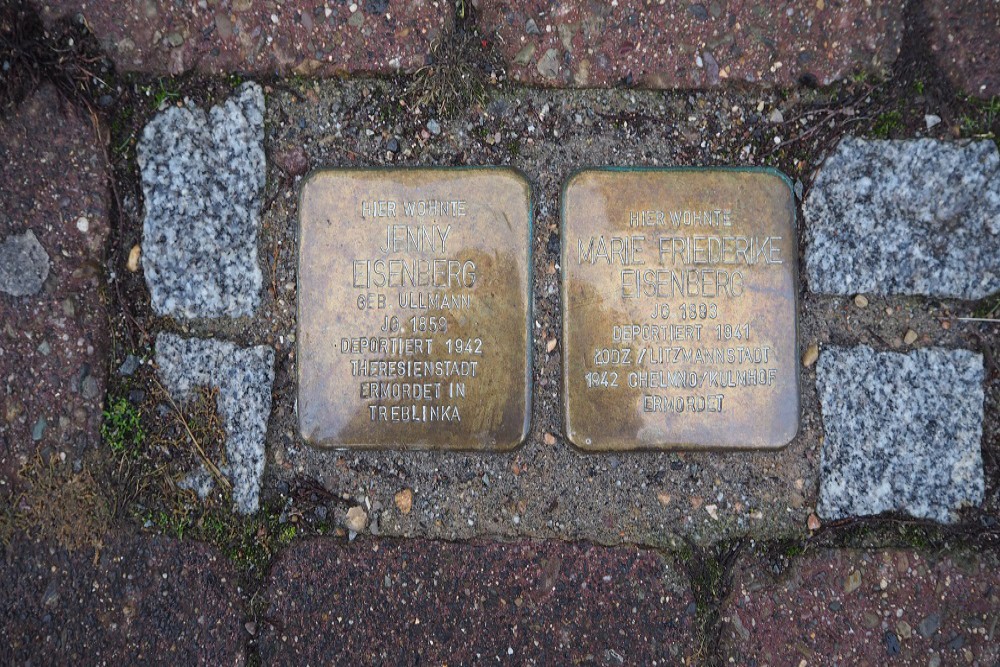 HIER WOHNTE
JENNY
EISENBERG
GEB. ULLMANN
JG. 1859
DEPORTIERT 1942
THERESIENSTADT
ERMORDET IN
TREBLINKA
HIER WOHNTE
MARIE FRIEDERIKE
EISENBERG
JG. 1893
DEPORTIERT 1941
ŁODZ / LITZMANNSTADT
1942 CHELMNO/KULMHOF
ERMORDET